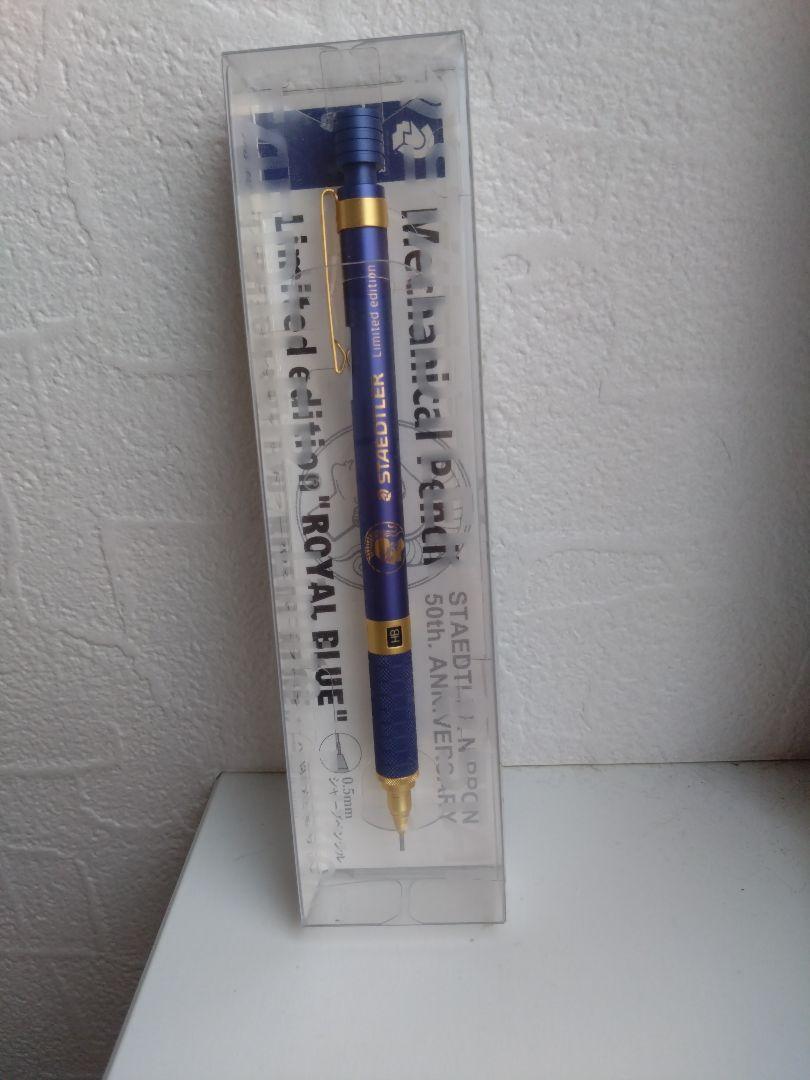 Mechanical Pencil
Limited edition "ROYAL BLUE"
STAEDTLER Limited edition
HB
50th. ANNIVERSARY
0.5mm
シャープペンシル